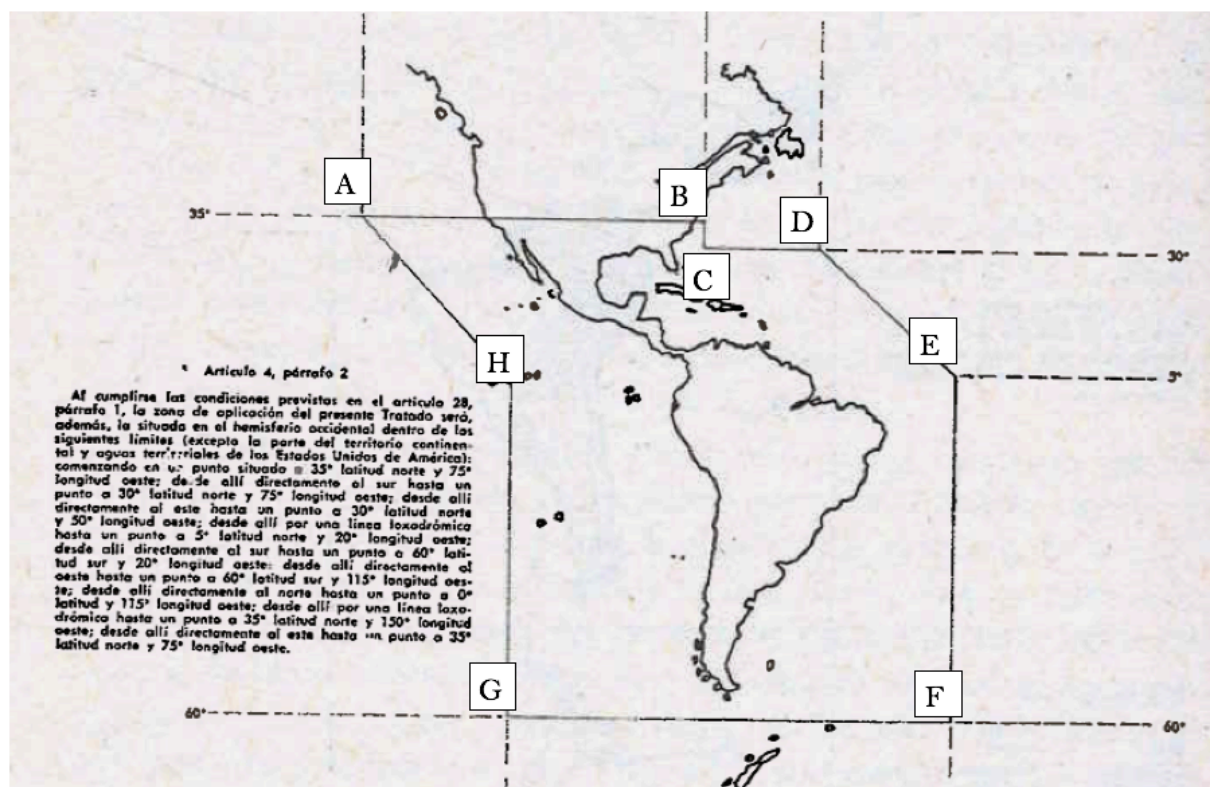 A
B
D
35°
C
30°
E
H
5°
Artículo 4, párrafo 2
Al cumplirse las condiciones previstas en el artículo 28,
párrafo 1, la zona de aplicación del presente Tratado será,
además, la situada en el hemisferio occidental dentro de los
siguientes límites (excepto la parte del territorio continen-
tal y aguas territoriales de los Estados Unidos de América):
comenzando en un punto situado a 35° latitud norte y 75°
longitud oeste; desde allí directamente al sur hasta un
punto a 30° latitud norte y 75° longitud oeste; desde allí
directamente al este hasta un punto a 30° latitud norte
y 50° longitud oeste; desde allí por una línea loxodrómica
hasta un punto a 5° latitud norte y 20° longitud oeste;
desde allí directamente al sur hasta un punto a 60° lati-
tud sur y 20° longitud oeste; desde allí directamente al
oeste hasta un punto a 60° latitud sur y 115° longitud oes-
te; desde allí directamente al norte hasta un punto a 0°
latitud y 115° longitud oeste; desde allí por una línea loxo-
drómica hasta un punto a 35° latitud norte y 150° longitud
oeste; desde allí directamente al este hasta un punto a 35°
latitud norte y 75° longitud oeste.
G
F
60°
60°